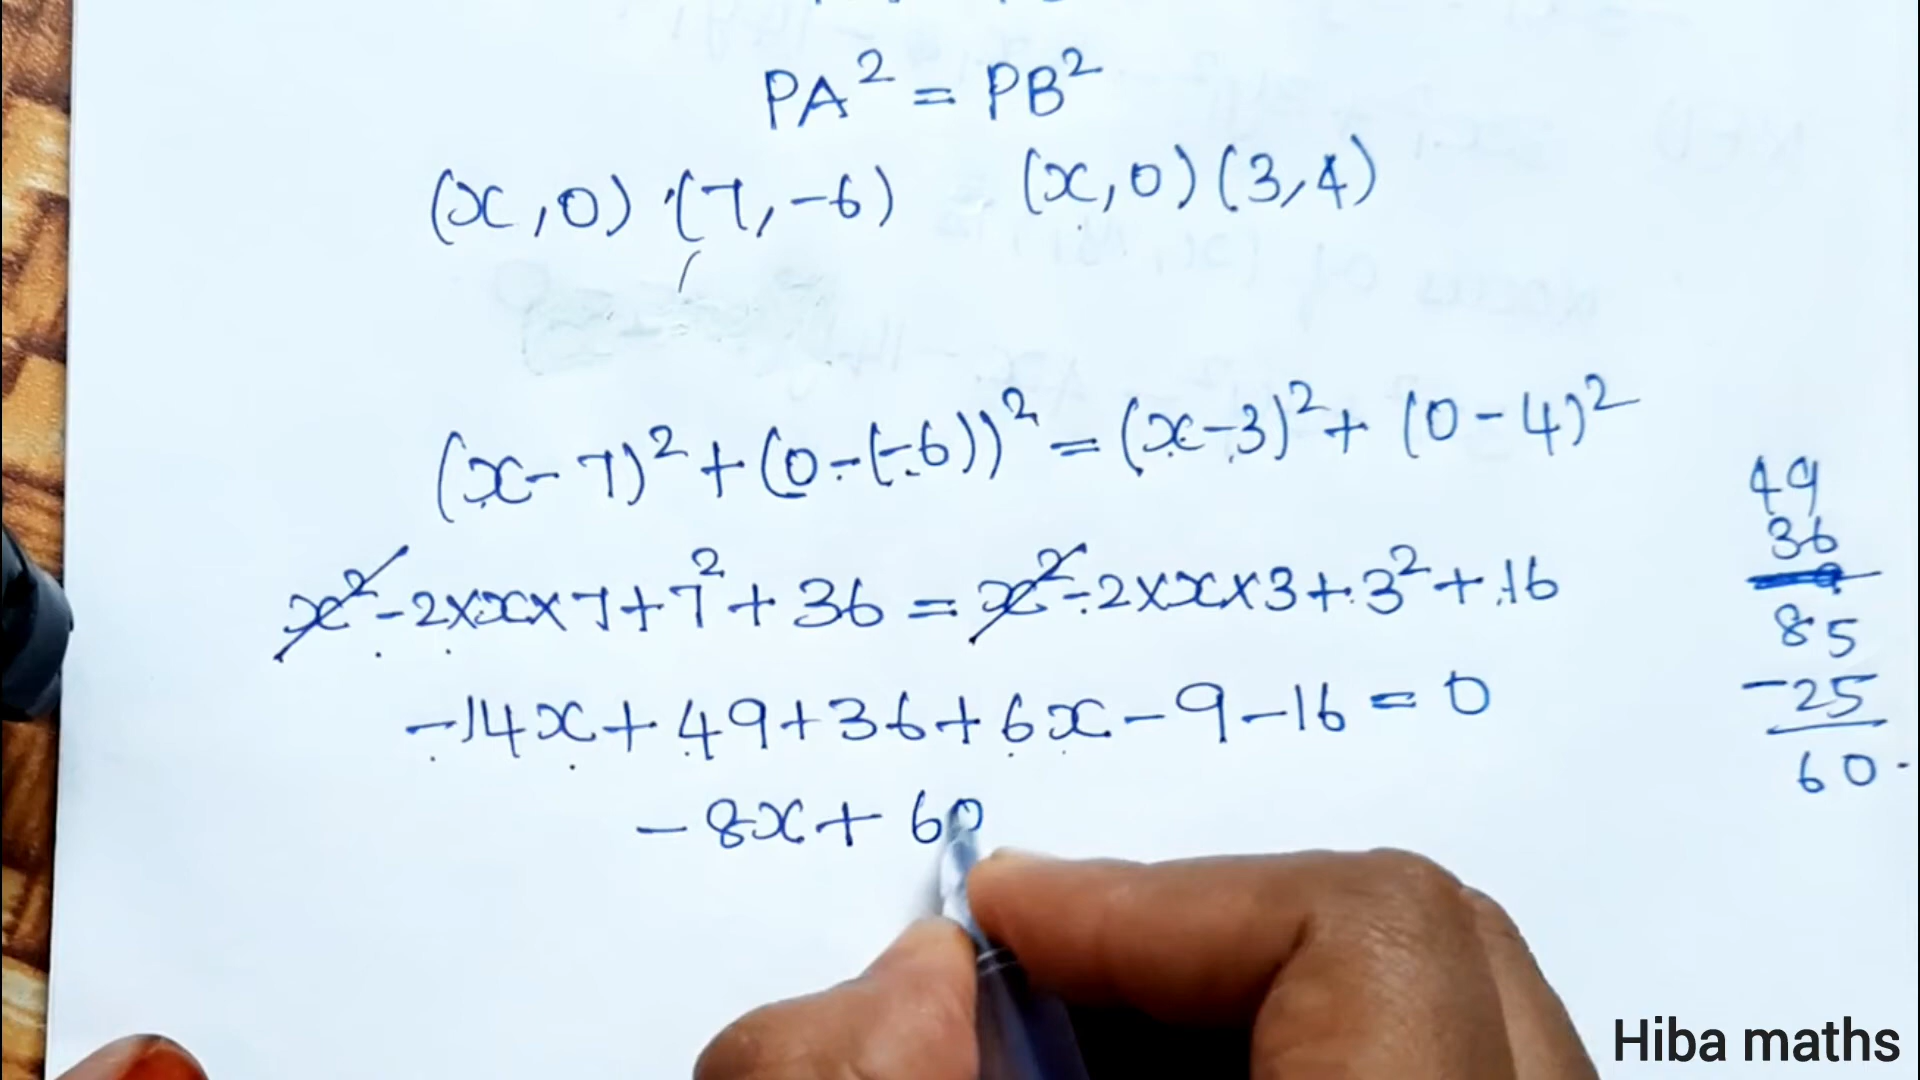 PA² = PB²
(x,0) (7,-6) (x,0) (3,4)
(x-7)² + (0-(-6))² = (x-3)² + (0-4)²
x² - 2×x×7 + 7² + 36 = x² - 2×x×3 + 3² + 16
-14x + 49 + 36 + 6x - 9 - 16 = 0
-8x + 60
49
36
85
-25
60
Hiba maths